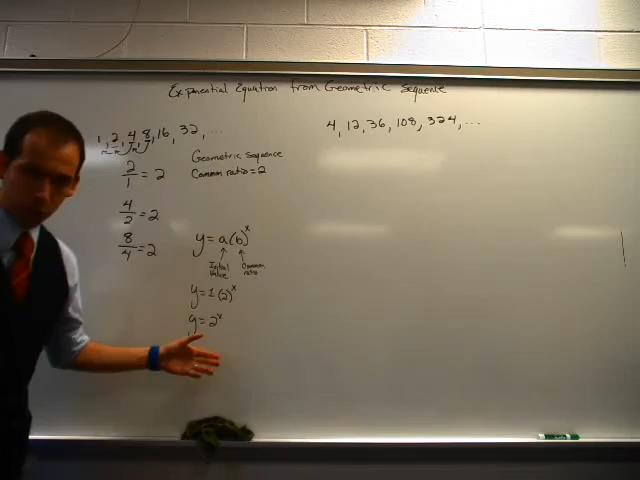 Exponential Equation from Geometric Sequence
1, 2, 4, 8, 16, 32, ...
Geometric Sequence
Common ratio = 2
2/1 = 2
4/2 = 2
8/4 = 2
y = a(b)^x
Initial Value
Common ratio
y = 1(2)^x
y = 2^x
4, 12, 36, 108, 324, ...